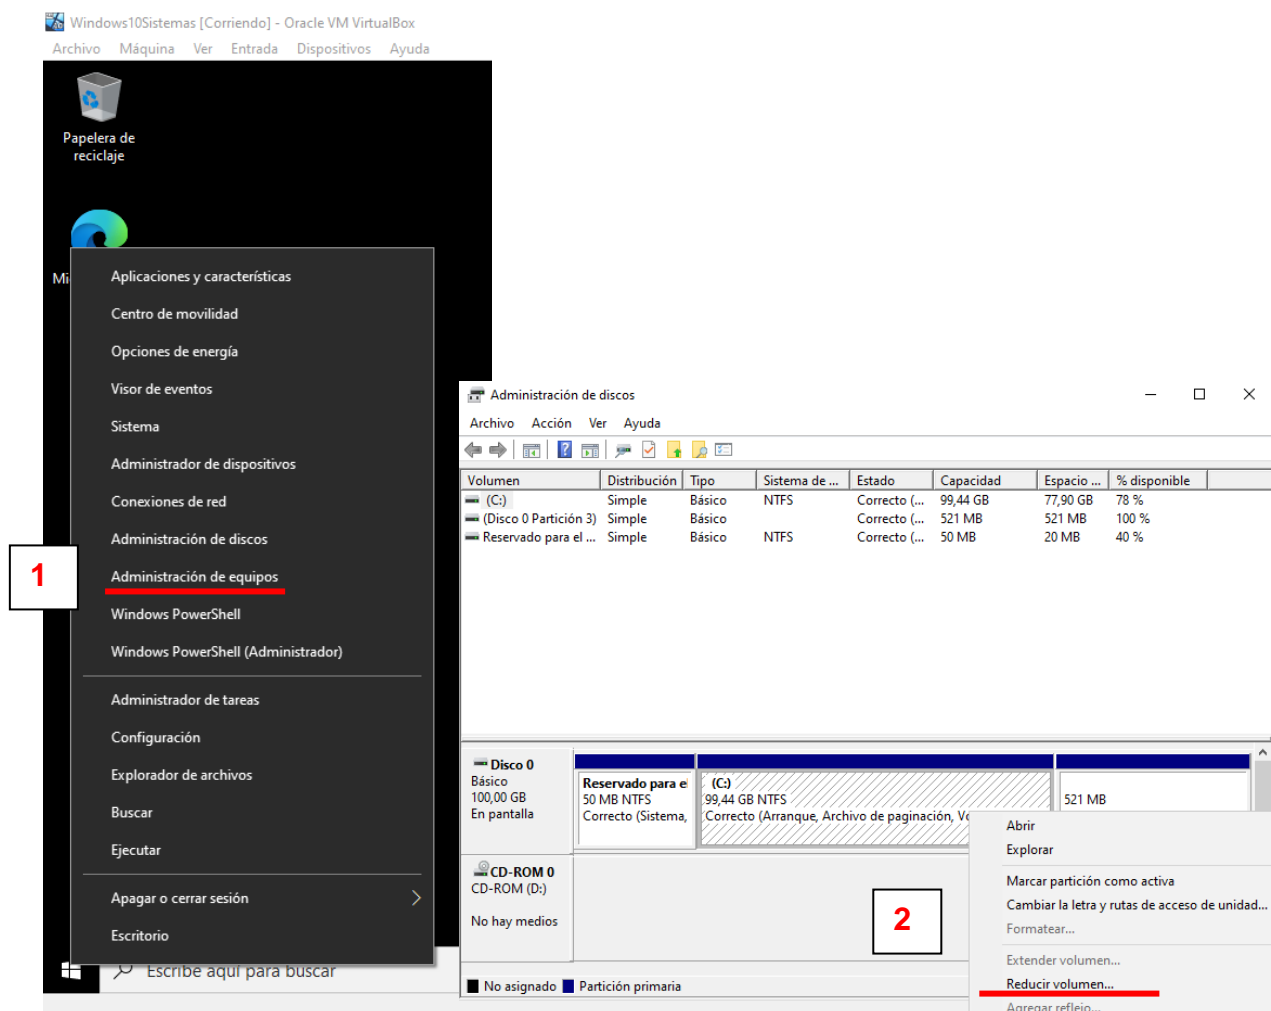 Windows10Sistemas [Corriendo] - Oracle VM VirtualBox
Archivo Máquina Ver Entrada Dispositivos Ayuda
Papelera de
reciclaje
Mi
Aplicaciones y características
Centro de movilidad
Opciones de energía
Visor de eventos
Sistema
Administrador de dispositivos
Conexiones de red
Administración de discos
1
Administración de equipos
Windows PowerShell
Windows PowerShell (Administrador)
Administrador de tareas
Configuración
Explorador de archivos
Buscar
Ejecutar
Apagar o cerrar sesión
Escritorio
Escribe aquí para buscar
Administración de discos
Archivo Acción Ver Ayuda
Volumen Distribución Tipo Sistema de ... Estado Capacidad Espacio ... % disponible
(C:) Simple Básico NTFS Correcto (... 99,44 GB 77,90 GB 78 %
(Disco 0 Partición 3) Simple Básico Correcto (... 521 MB 521 MB 100 %
Reservado para el ... Simple Básico NTFS Correcto (... 50 MB 20 MB 40 %
Disco 0
Básico
100,00 GB
En pantalla
Reservado para e
50 MB NTFS
Correcto (Sistema,
(C:)
99,44 GB NTFS
Correcto (Arranque, Archivo de paginación, Vo
521 MB
CD-ROM 0
CD-ROM (D:)
No hay medios
2
Abrir
Explorar
Marcar partición como activa
Cambiar la letra y rutas de acceso de unidad...
Formatear...
Extender volumen...
Reducir volumen...
Agregar reflejo...
No asignado Partición primaria